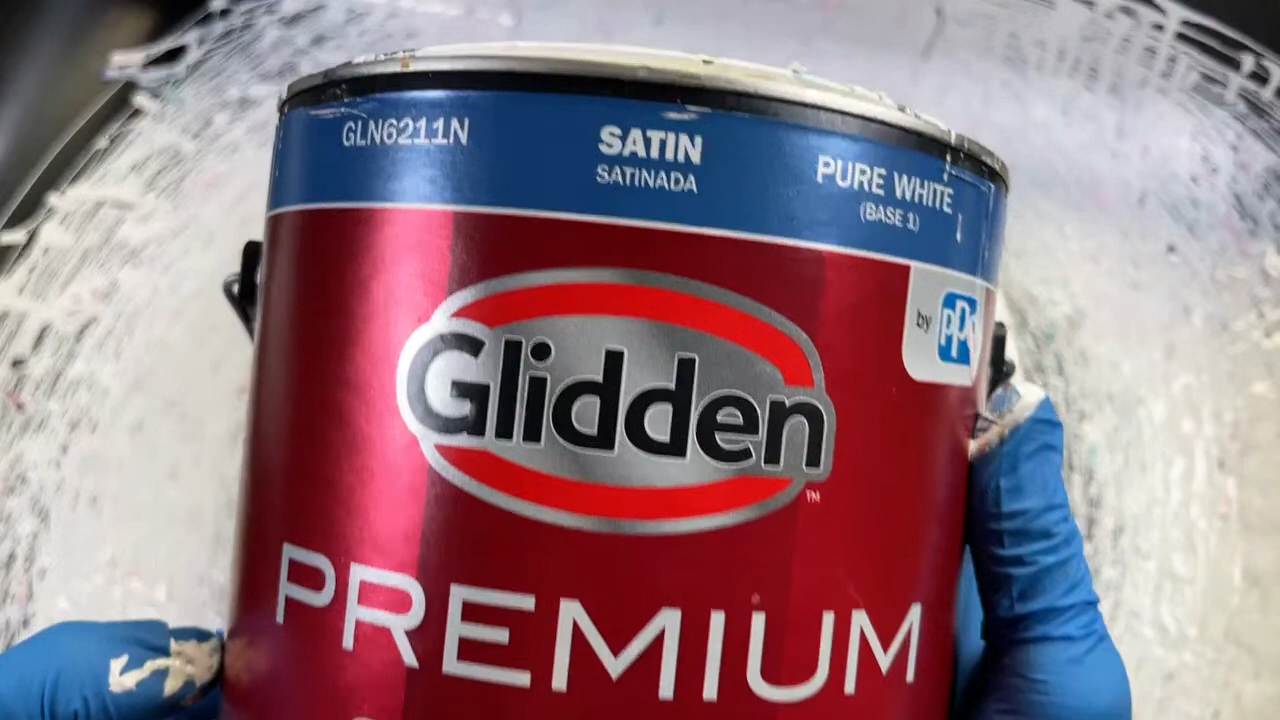 GLN6211N
SATIN
SATINADA
PURE WHITE
(BASE 1)
by PPG
Glidden
TM
PREMIUM